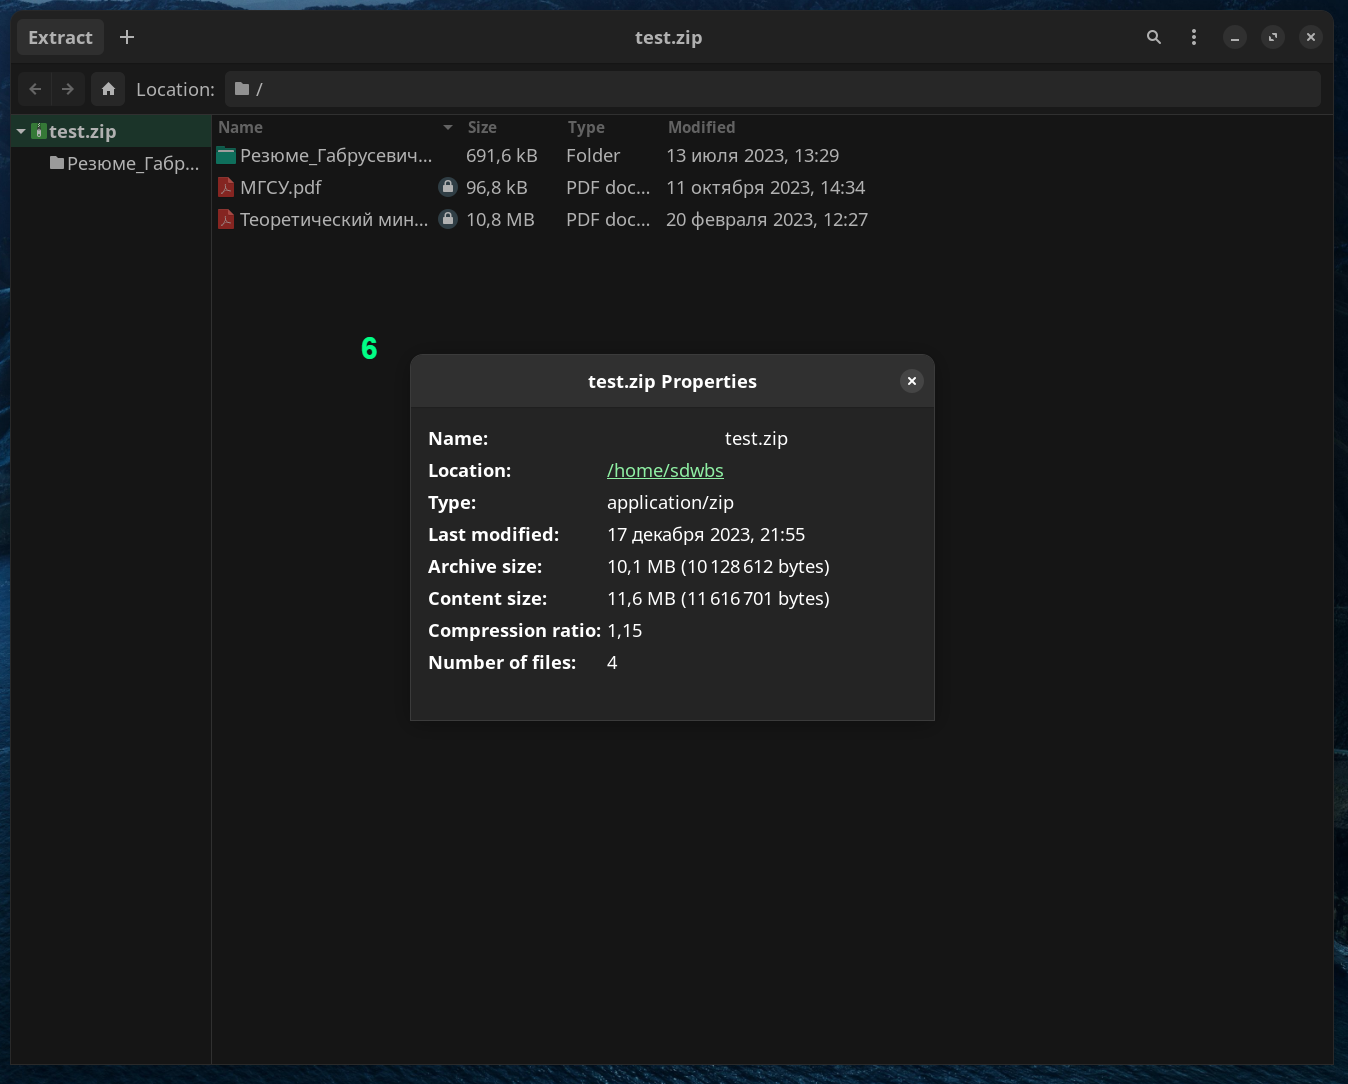 Extract test.zip
Location: /
test.zip
Резюме_Габр...
Name Size Type Modified
Резюме_Габрусевич... 691,6 kB Folder 13 июля 2023, 13:29
МГСУ.pdf 96,8 kB PDF doc... 11 октября 2023, 14:34
Теоретический мин... 10,8 MB PDF doc... 20 февраля 2023, 12:27
6
test.zip Properties
Name: test.zip
Location: /home/sdwbs
Type: application/zip
Last modified: 17 декабря 2023, 21:55
Archive size: 10,1 MB (10 128 612 bytes)
Content size: 11,6 MB (11 616 701 bytes)
Compression ratio: 1,15
Number of files: 4